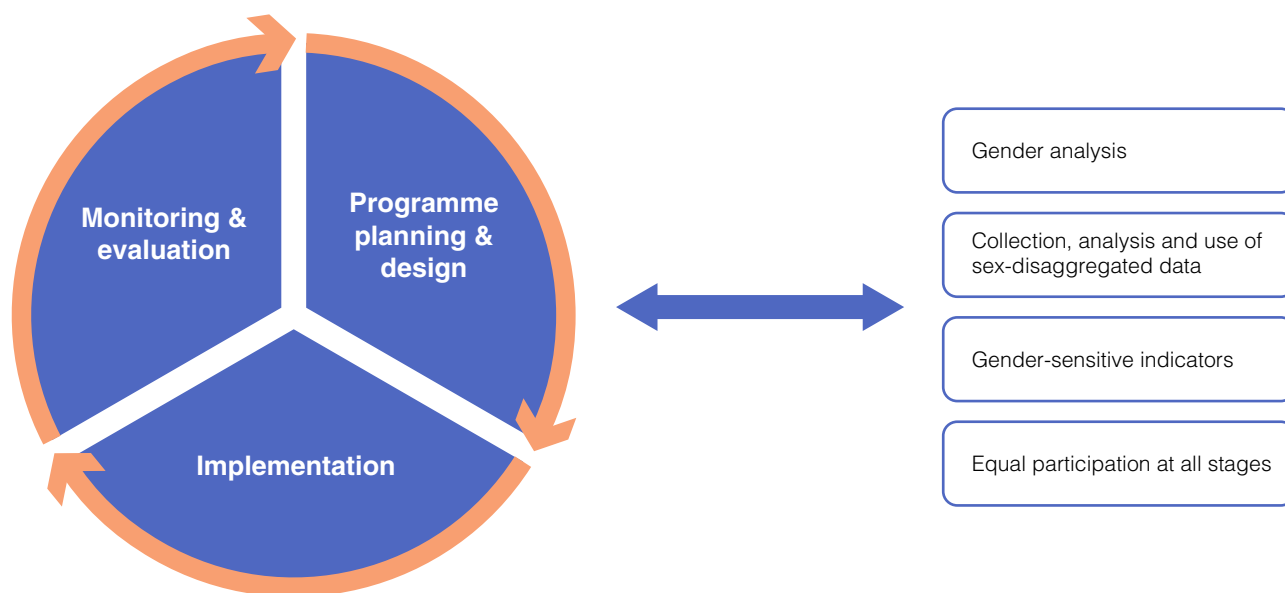 Monitoring &
evaluation
Programme
planning &
design
Implementation
Gender analysis
Collection, analysis and use of
sex-disaggregated data
Gender-sensitive indicators
Equal participation at all stages